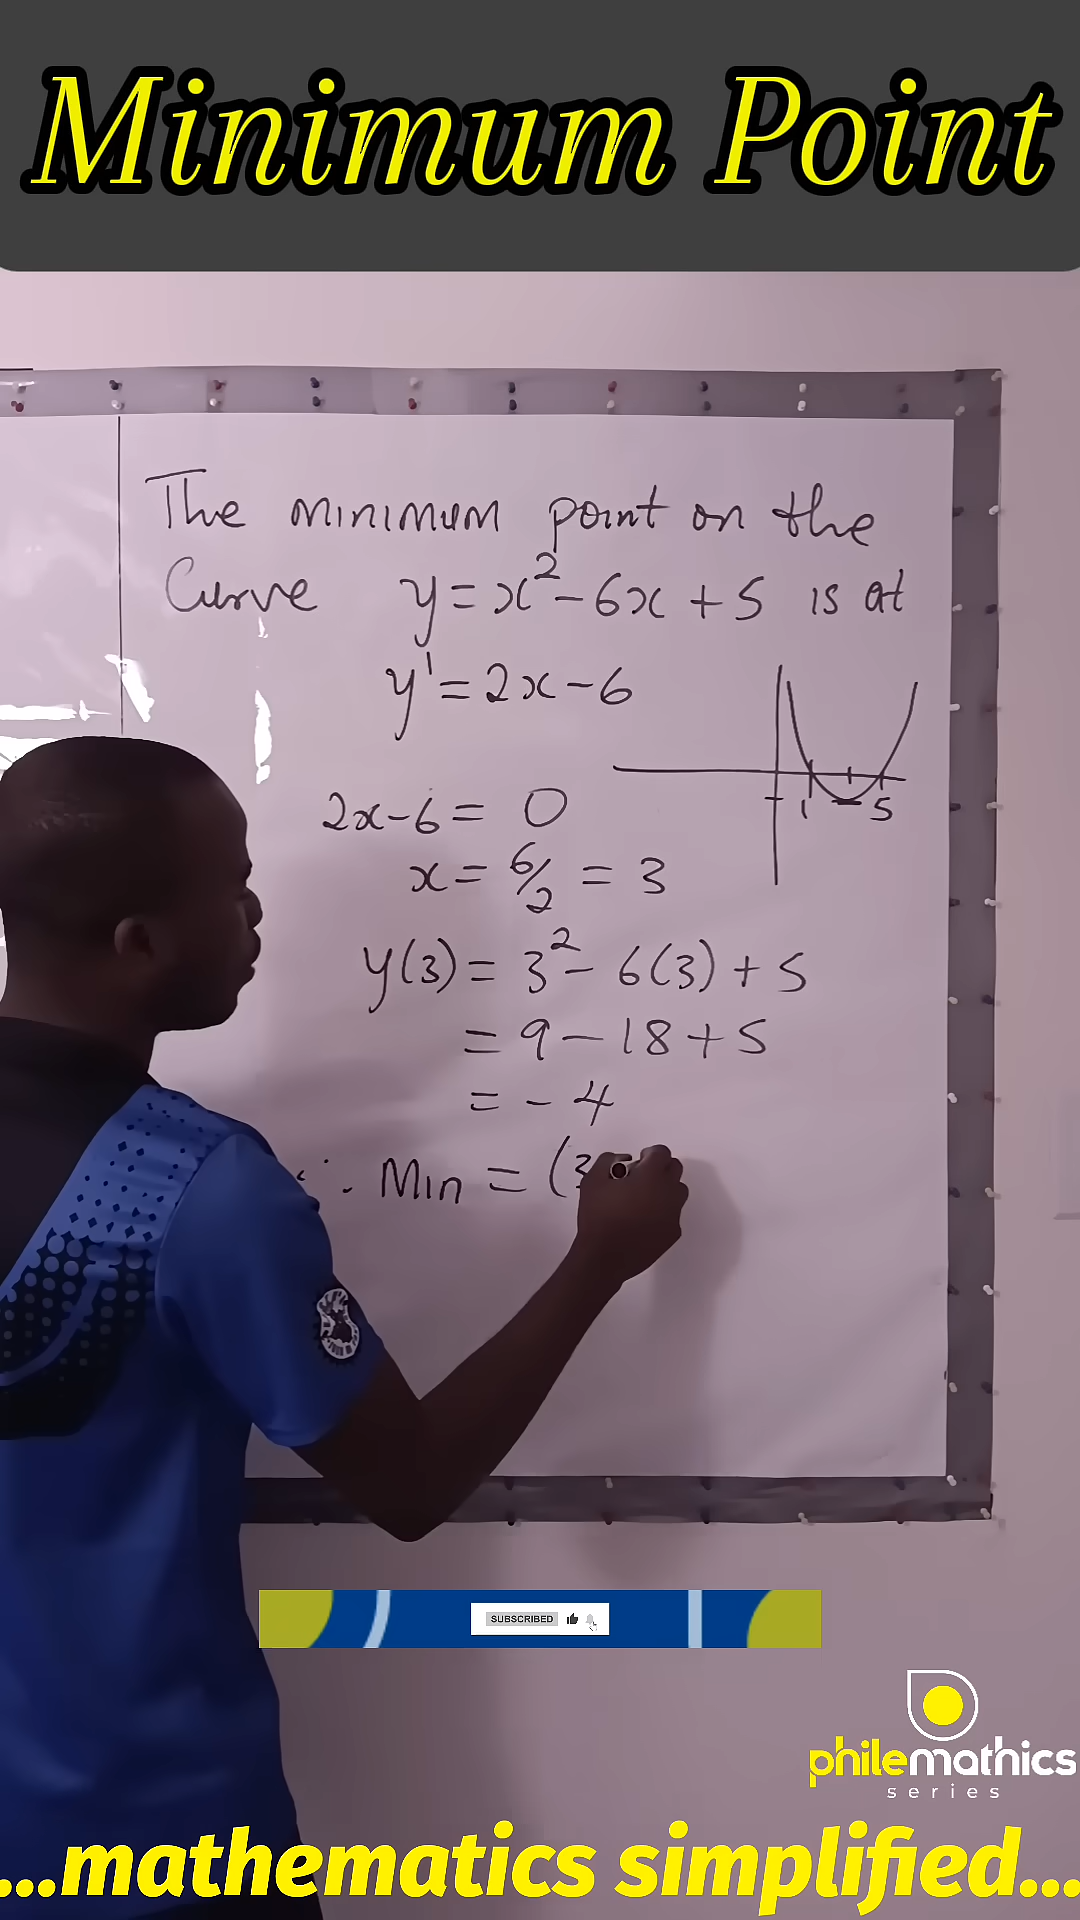 Minimum Point
The minimum point on the
Curve y = x² - 6x + 5 is at
y' = 2x - 6
2x - 6 = 0
1 5
x = 6/2 = 3
y(3) = 3² - 6(3) + 5
= 9 - 18 + 5
= - 4
∴ Min = (3
SUBSCRIBED
philemathics
series
...mathematics simplified...